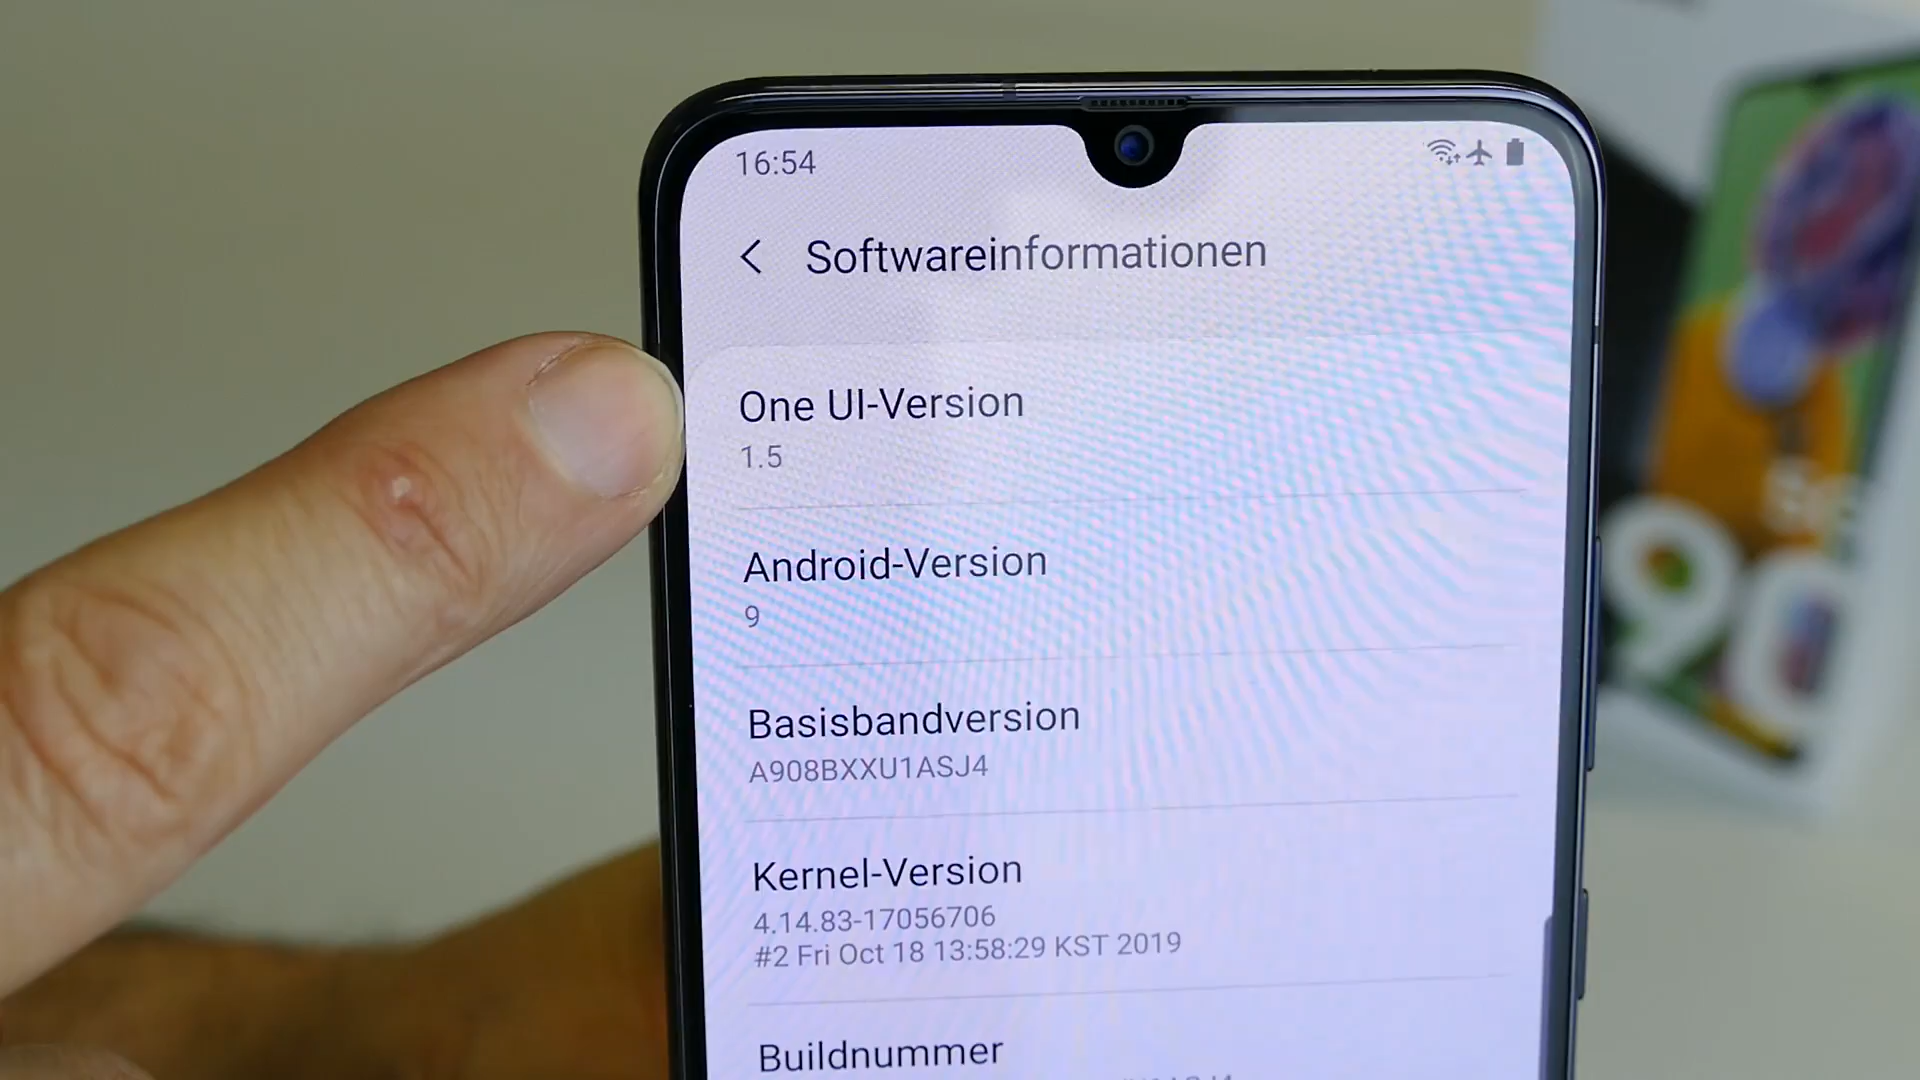 16:54
Softwareinformationen
One UI-Version
1.5
Android-Version
9
Basisbandversion
A908BXXU1ASJ4
Kernel-Version
4.14.83-17056706
#2 Fri Oct 18 13:58:29 KST 2019
Buildnummer
90